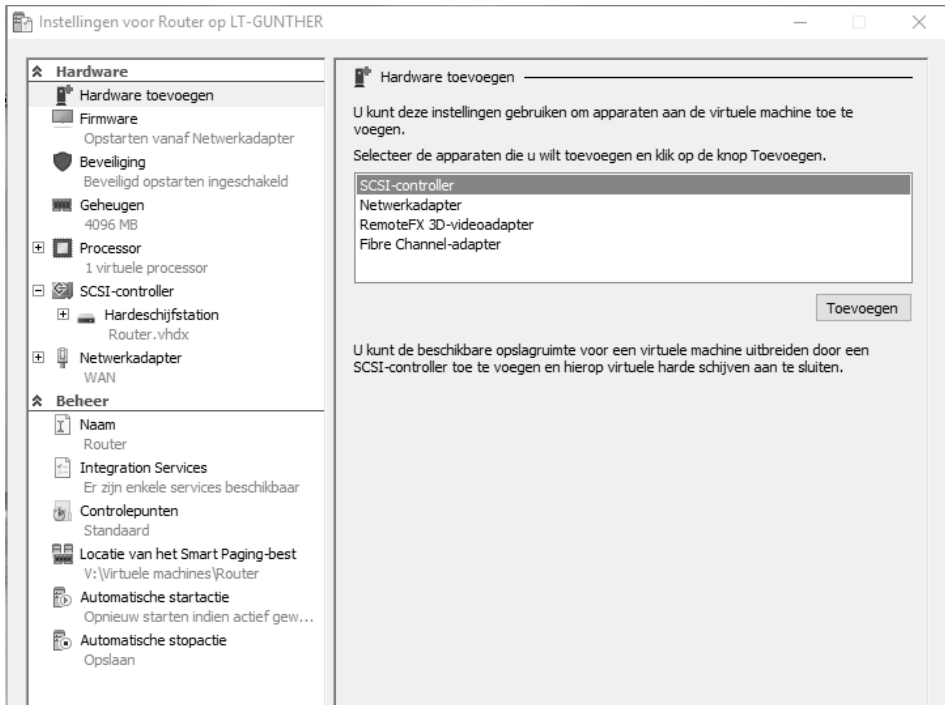 Instellingen voor Router op LT-GUNTHER
Hardware
Hardware toevoegen
Firmware
Opstarten vanaf Netwerkadapter
Beveiliging
Beveiligd opstarten ingeschakeld
Geheugen
4096 MB
Processor
1 virtuele processor
SCSI-controller
Hardeschijfstation
Router.vhdx
Netwerkadapter
WAN
Beheer
Naam
Router
Integration Services
Er zijn enkele services beschikbaar
Controlepunten
Standaard
Locatie van het Smart Paging-best
V:\Virtuele machines\Router
Automatische startactie
Opnieuw starten indien actief gew...
Automatische stopactie
Opslaan
Hardware toevoegen
U kunt deze instellingen gebruiken om apparaten aan de virtuele machine toe te
voegen.
Selecteer de apparaten die u wilt toevoegen en klik op de knop Toevoegen.
SCSI-controller
Netwerkadapter
RemoteFX 3D-videoadapter
Fibre Channel-adapter
Toevoegen
U kunt de beschikbare opslagruimte voor een virtuele machine uitbreiden door een
SCSI-controller toe te voegen en hierop virtuele harde schijven aan te sluiten.